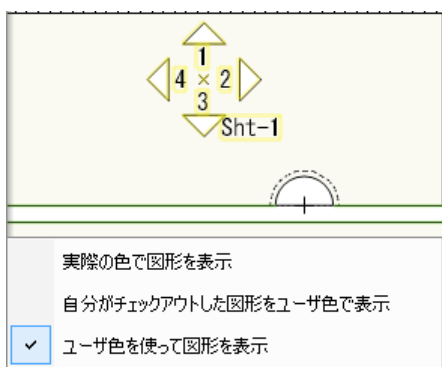 1
4 × 2
3
Sht-1
実際の色で図形を表示
自分がチェックアウトした図形をユーザ色で表示
ユーザ色を使って図形を表示